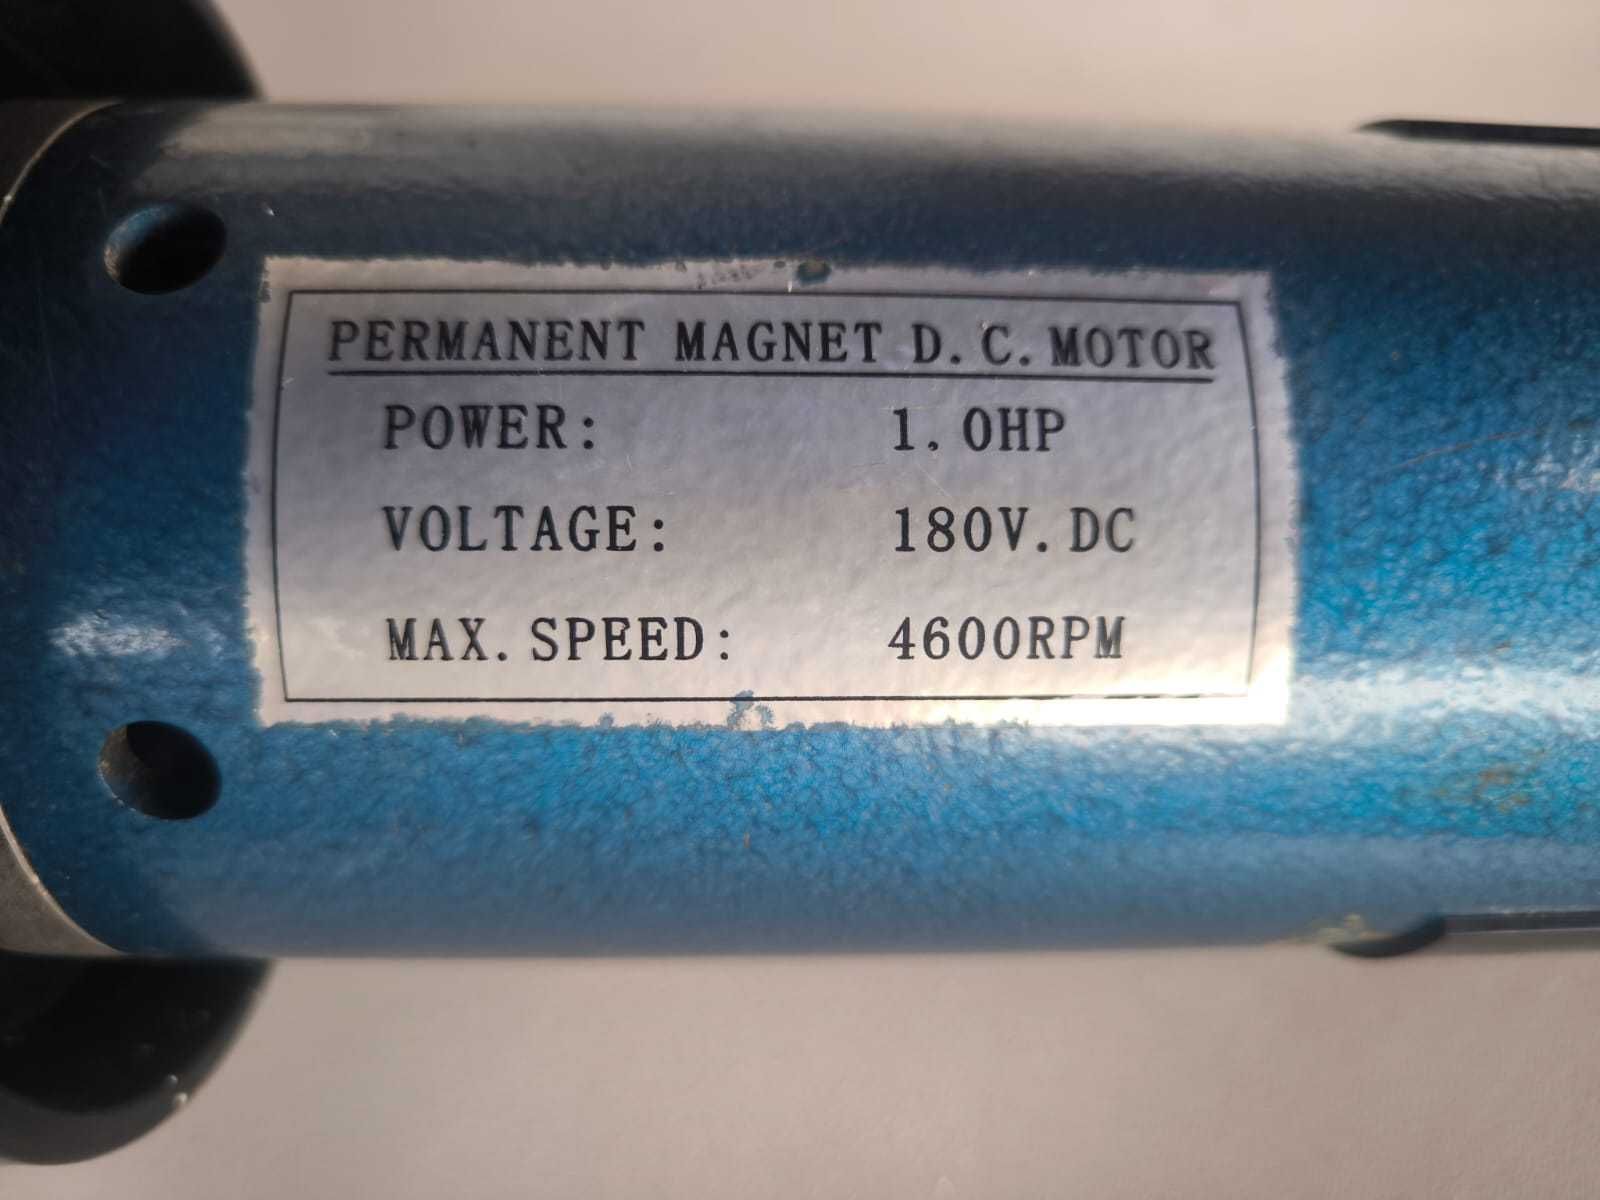 PERMANENT MAGNET D.C.MOTOR
POWER: 1.0HP
VOLTAGE: 180V.DC
MAX.SPEED: 4600RPM